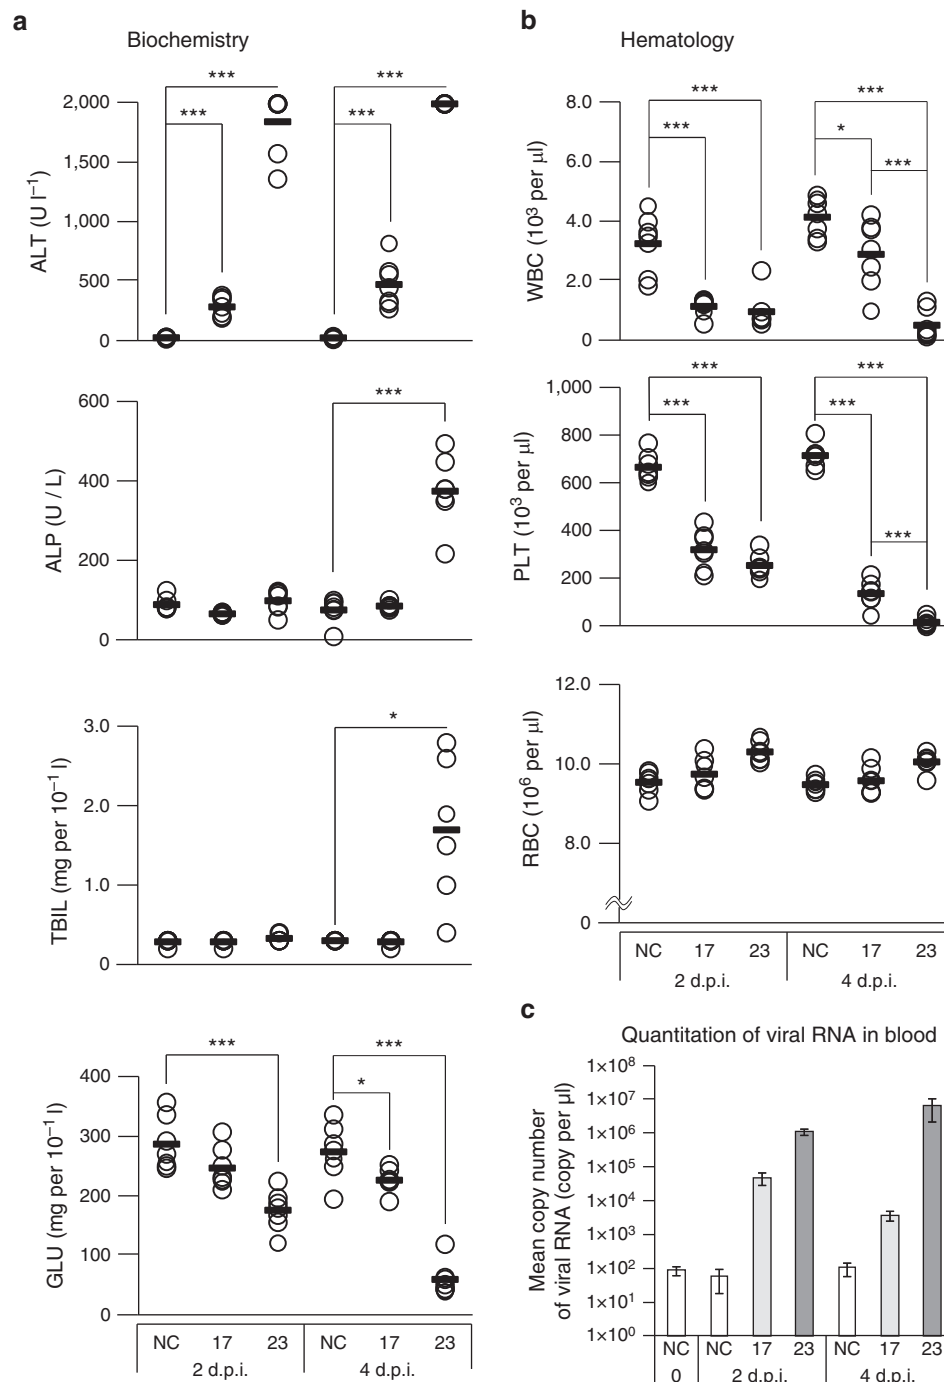 a
Biochemistry
***
***
***
***
2,000
1,500
1,000
500
0
ALT (U l⁻¹)
***
600
400
200
0
ALP (U / L)
*
3.0
2.0
1.0
0
TBIL (mg per 10⁻¹ l)
***
***
*
400
300
200
100
0
GLU (mg per 10⁻¹ l)
NC 17 23 NC 17 23
2 d.p.i. 4 d.p.i.
b
Hematology
***
***
***
*
***
8.0
6.0
4.0
2.0
0
WBC (10³ per µl)
***
***
***
***
***
1,000
800
600
400
200
0
PLT (10³ per µl)
12.0
10.0
8.0
0
RBC (10⁶ per µl)
NC 17 23 NC 17 23
2 d.p.i. 4 d.p.i.
c
Quantitation of viral RNA in blood
1×10⁸
1×10⁷
1×10⁶
1×10⁵
1×10⁴
1×10³
1×10²
1×10¹
1×10⁰
Mean copy number
of viral RNA (copy per µl)
NC NC 17 23 NC 17 23
0 2 d.p.i. 4 d.p.i.